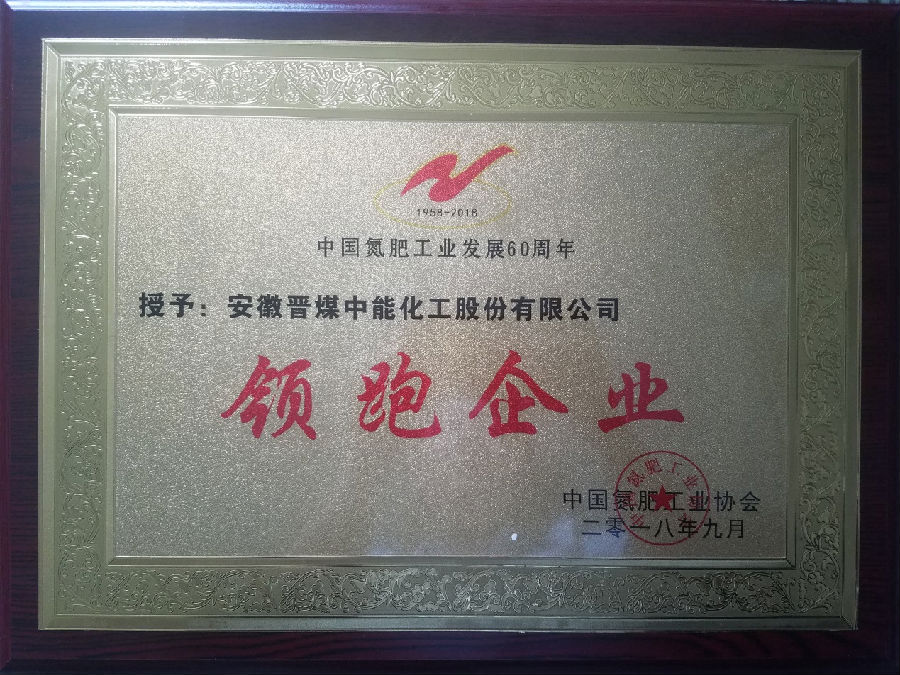 1958-2018
中国氮肥工业发展60周年
授予：安徽晋煤中能化工股份有限公司
领跑企业
中国氮肥工业协会
二零一八年九月